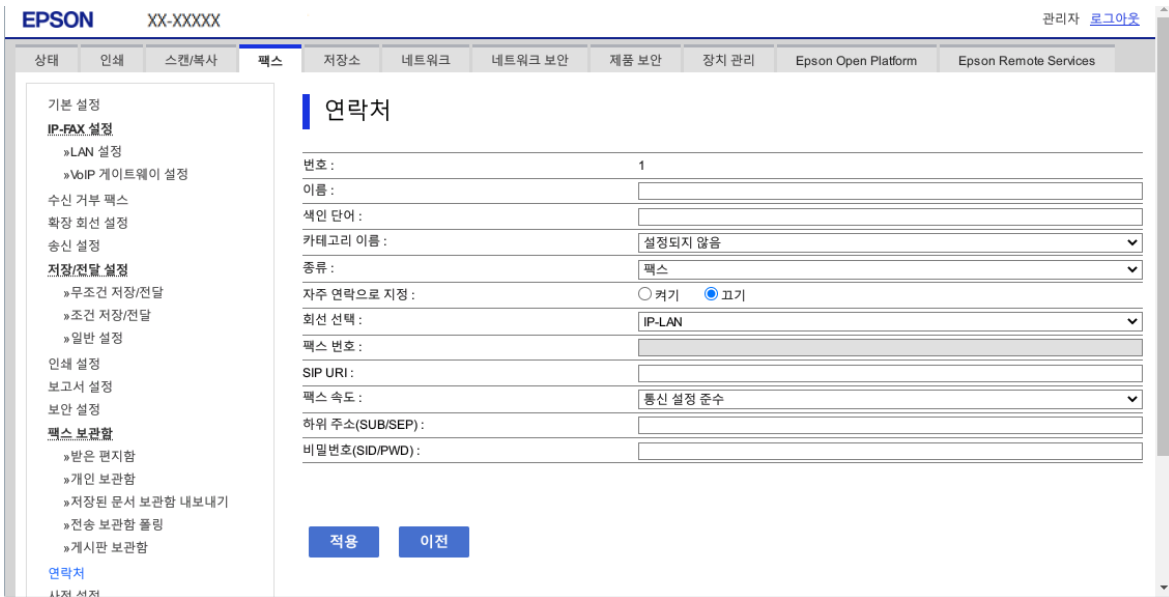 EPSON XX-XXXXX 관리자 로그아웃
상태 인쇄 스캔/복사 팩스 저장소 네트워크 네트워크 보안 제품 보안 장치 관리 Epson Open Platform Epson Remote Services
기본 설정
IP-FAX 설정
»LAN 설정
»VoIP 게이트웨이 설정
수신 거부 팩스
확장 회선 설정
송신 설정
저장/전달 설정
»무조건 저장/전달
»조건 저장/전달
»일반 설정
인쇄 설정
보고서 설정
보안 설정
팩스 보관함
»받은 편지함
»개인 보관함
»저장된 문서 보관함 내보내기
»전송 보관함 폴링
»게시판 보관함
연락처
사전 설정
연락처
번호 : 1
이름 :
색인 단어 :
카테고리 이름 : 설정되지 않음
종류 : 팩스
자주 연락으로 지정 : 켜기 끄기
회선 선택 : IP-LAN
팩스 번호 :
SIP URI :
팩스 속도 : 통신 설정 준수
하위 주소(SUB/SEP) :
비밀번호(SID/PWD) :
적용 이전